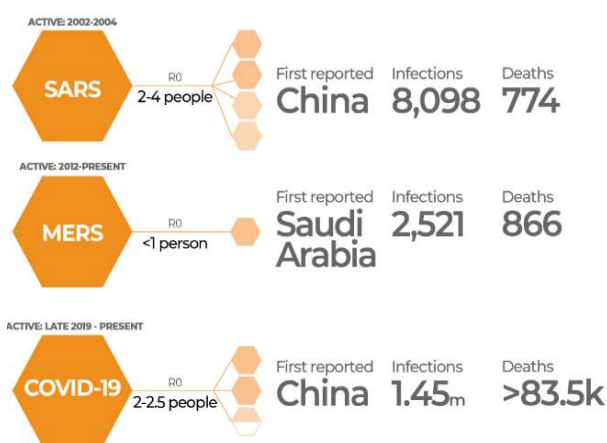 ACTIVE: 2002-2004
SARS
R0
2-4 people
First reported Infections Deaths
China 8,098 774
ACTIVE: 2012-PRESENT
MERS
R0
<1 person
First reported Infections Deaths
Saudi 2,521 866
Arabia
ACTIVE: LATE 2019 - PRESENT
COVID-19
R0
2-2.5 people
First reported Infections Deaths
China 1.45m >83.5k